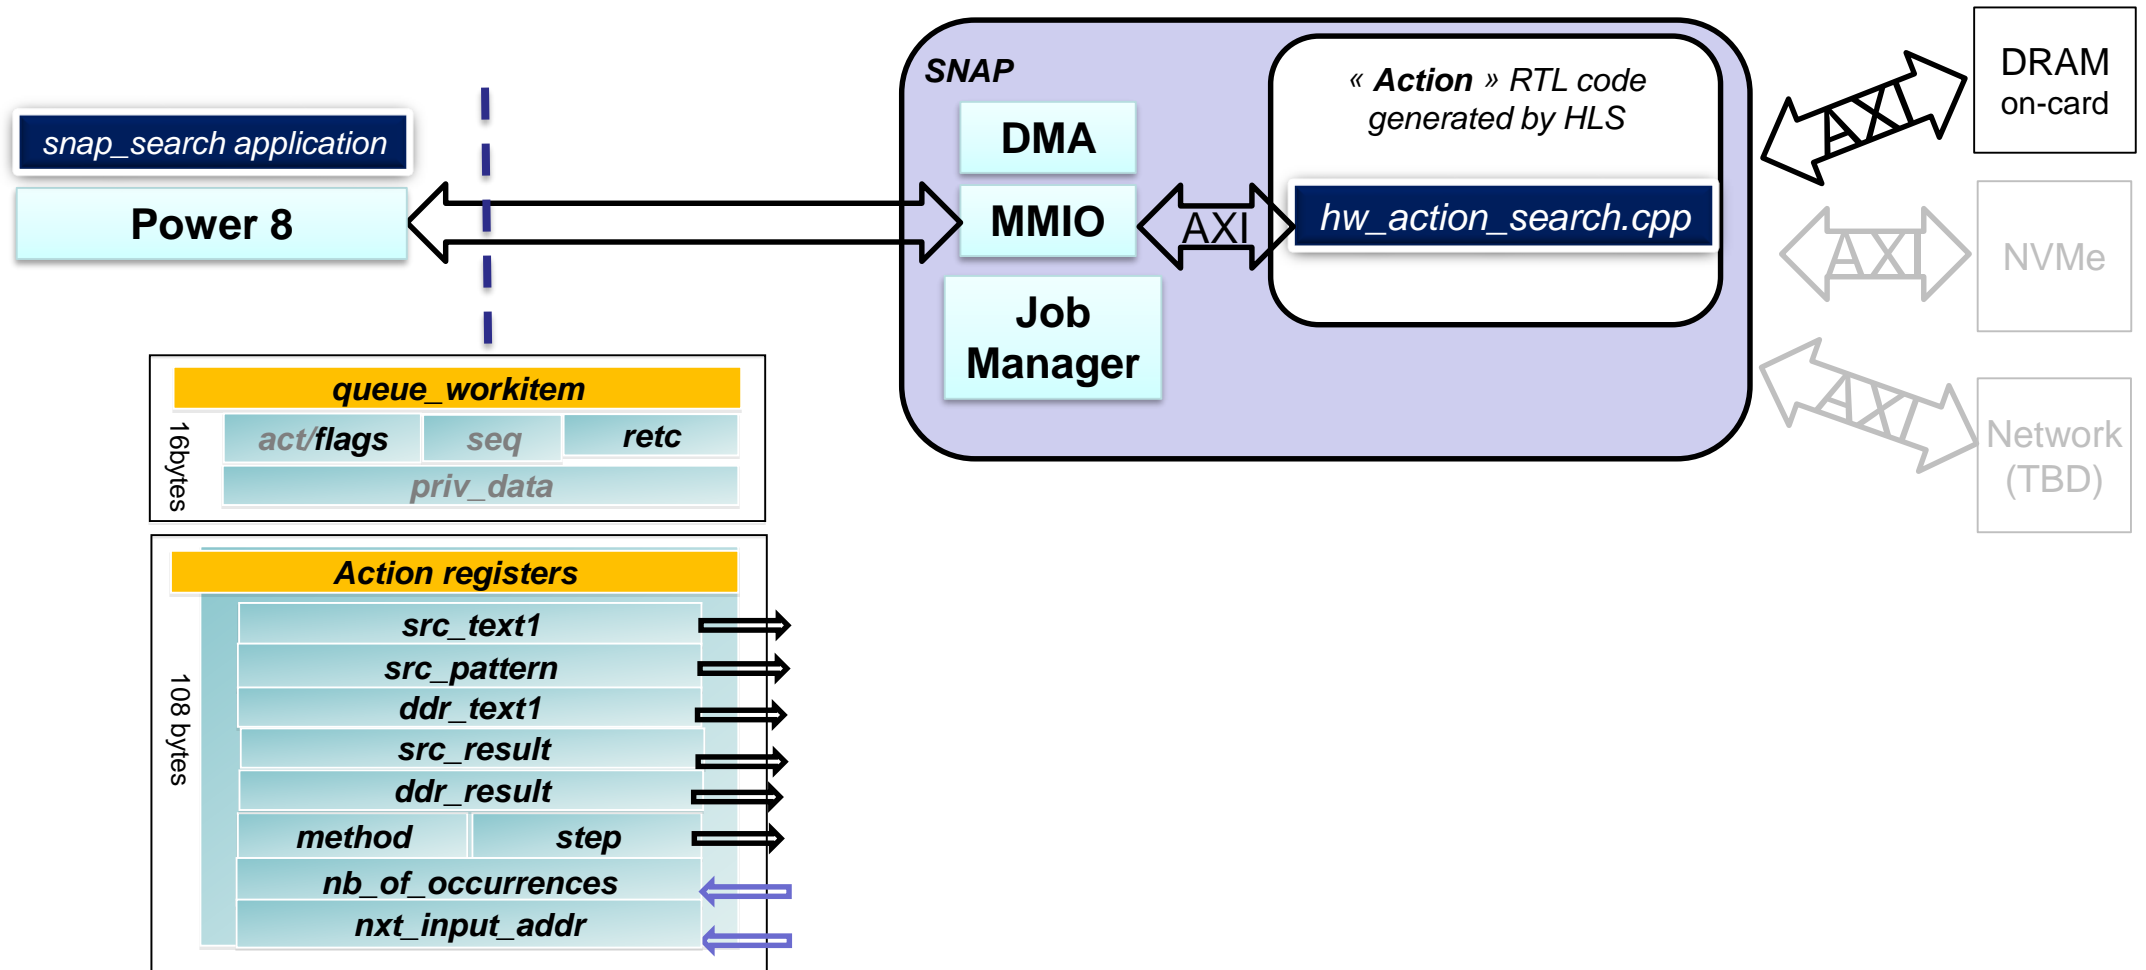 snap_search application
Power 8
SNAP
DMA
MMIO
Job
Manager
AXI
« Action » RTL code
generated by HLS
hw_action_search.cpp
AXI
DRAM
on-card
AXI
NVMe
AXI
Network
(TBD)
queue_workitem
16bytes
act/flags
seq
retc
priv_data
Action registers
108 bytes
src_text1
src_pattern
ddr_text1
src_result
ddr_result
method
step
nb_of_occurrences
nxt_input_addr